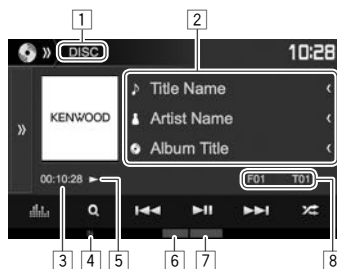 1
2
DISC
10:28
KENWOOD
Title Name
Artist Name
Album Title
00:10:28
F01 T01
IN
3
4
5
6
7
8